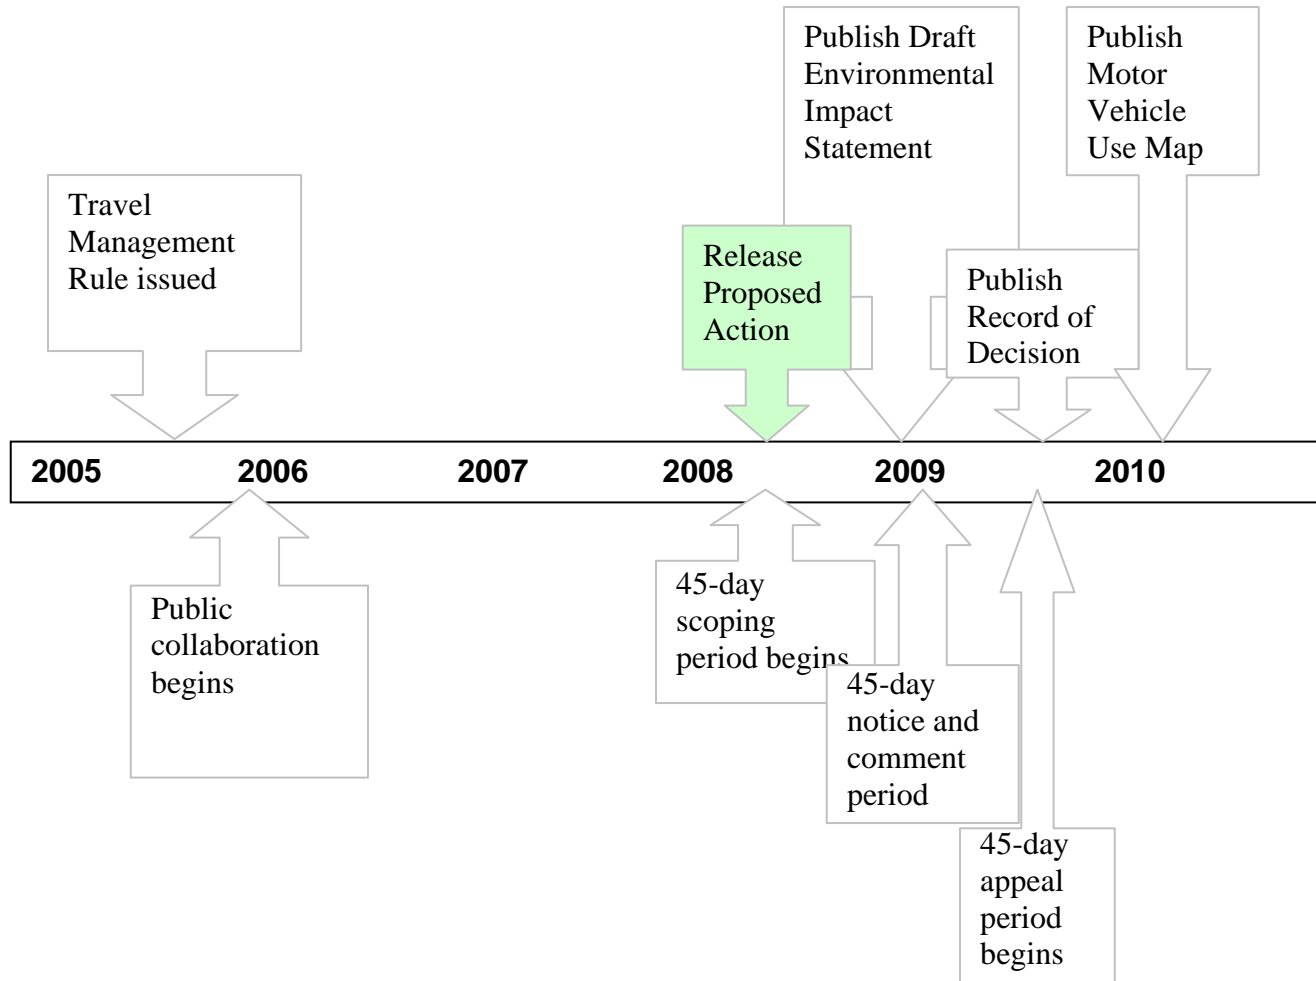 Publish Draft
Environmental
Impact
Statement
Publish
Motor
Vehicle
Use Map
Travel
Management
Rule issued
Release
Proposed
Action
Publish
Record of
Decision
2005 2006 2007 2008 2009 2010
Public
collaboration
begins
45-day
scoping
period begins
45-day
notice and
comment
period
45-day
appeal
period
begins